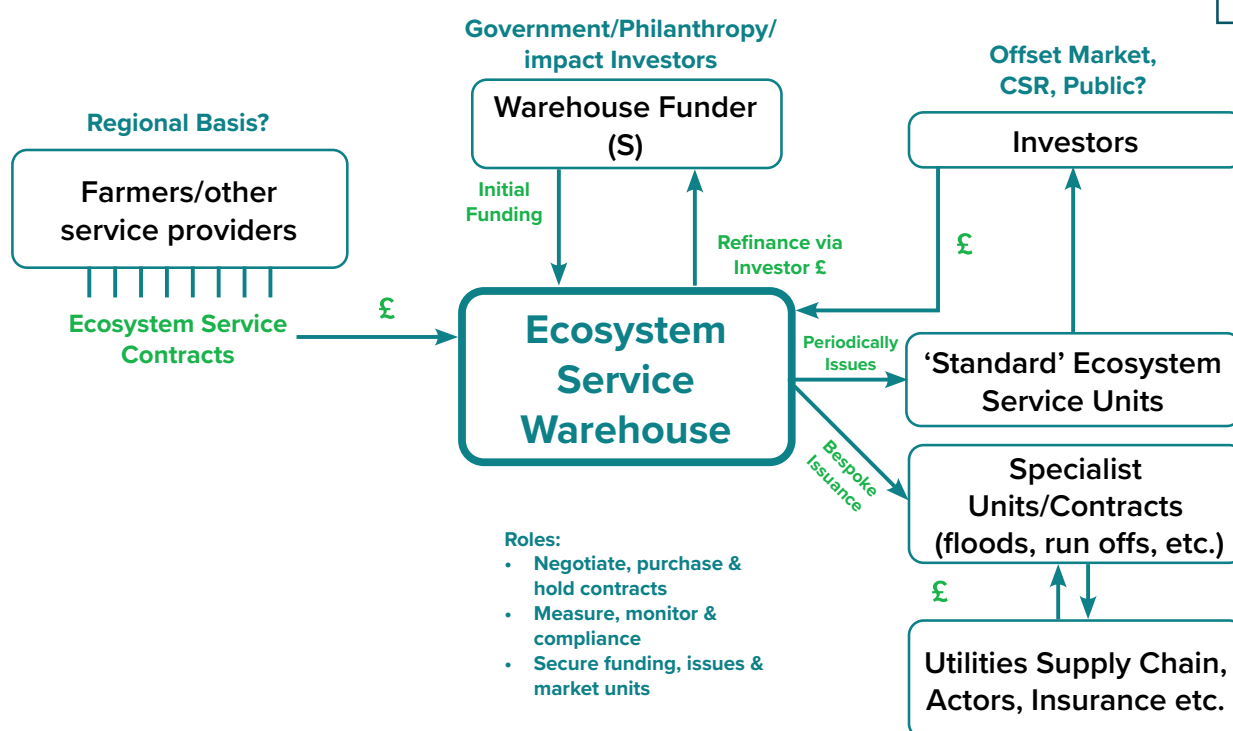 Government/Philanthropy/
impact Investors
Warehouse Funder
(S)
Offset Market,
CSR, Public?
Investors
Regional Basis?
Farmers/other
service providers
Initial
Funding
Refinance via
Investor £
£
£
Ecosystem Service
Contracts
Ecosystem
Service
Warehouse
Periodically
Issues
‘Standard’ Ecosystem
Service Units
Bespoke
Issuance
Specialist
Units/Contracts
(floods, run offs, etc.)
£
Utilities Supply Chain,
Actors, Insurance etc.
Roles:
• Negotiate, purchase &
hold contracts
• Measure, monitor &
compliance
• Secure funding, issues &
market units